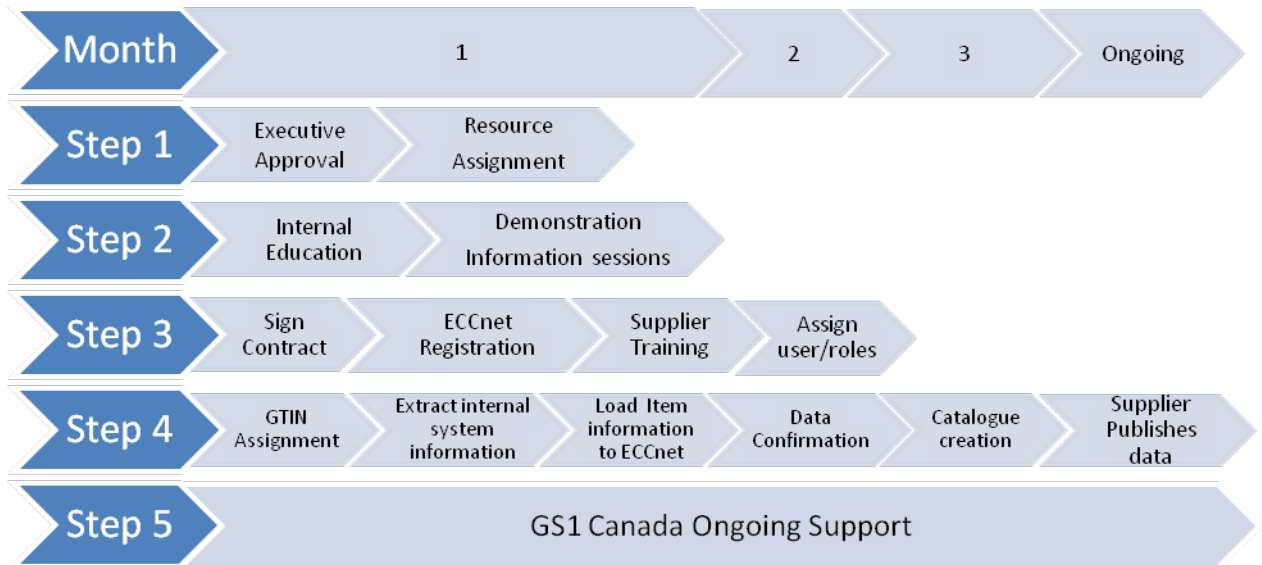 Month
1
2
3
Ongoing
Step 1
Executive
Approval
Resource
Assignment
Step 2
Internal
Education
Demonstration
Information sessions
Step 3
Sign
Contract
ECCnet
Registration
Supplier
Training
Assign
user/roles
Step 4
GTIN
Assignment
Extract internal
system
information
Load Item
information
to ECCnet
Data
Confirmation
Catalogue
creation
Supplier
Publishes
data
Step 5
GS1 Canada Ongoing Support